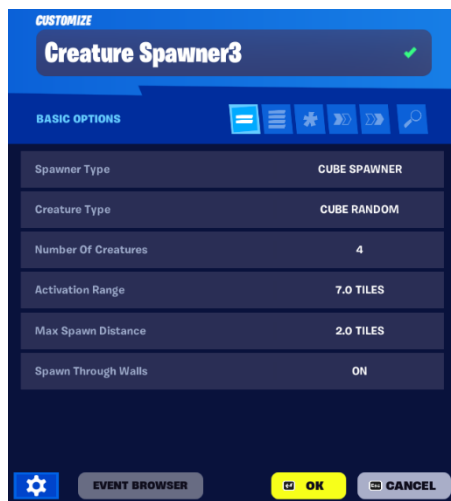 CUSTOMIZE
Creature Spawner3
BASIC OPTIONS
Spawner Type CUBE SPAWNER
Creature Type CUBE RANDOM
Number Of Creatures 4
Activation Range 7.0 TILES
Max Spawn Distance 2.0 TILES
Spawn Through Walls ON
EVENT BROWSER OK CANCEL